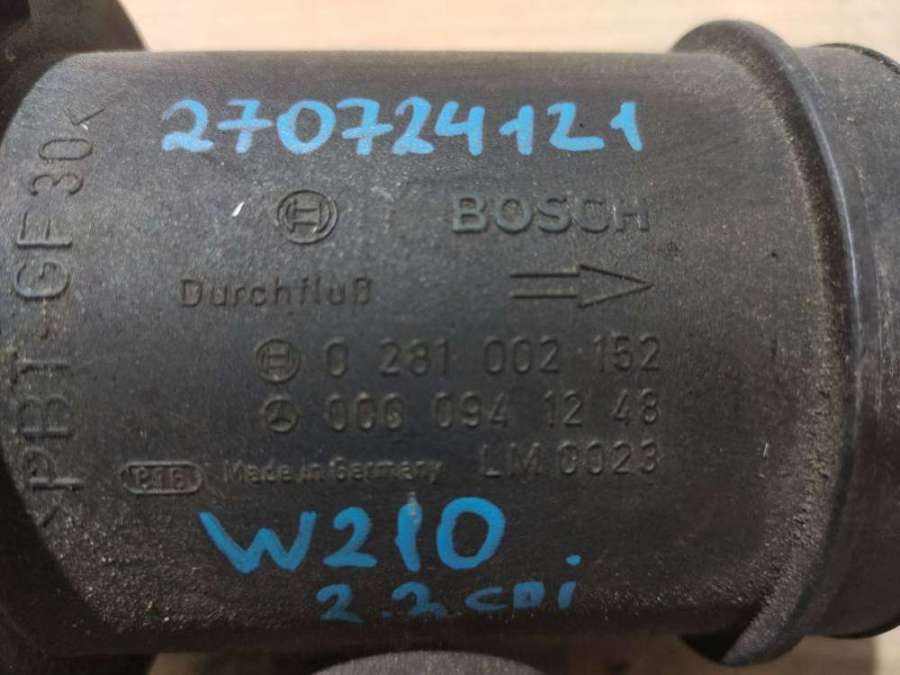 270724121
>PBT-GF30<
BOSCH
Durchfluß
0 281 002 152
000 094 12 48
Made in Germany LM 0023
W210
2.2 CDi